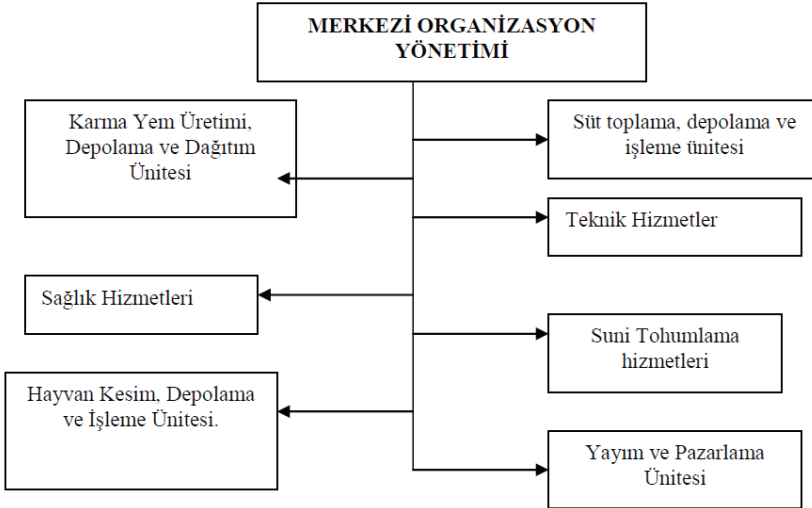 MERKEZİ ORGANİZASYON
YÖNETİMİ
Karma Yem Üretimi,
Depolama ve Dağıtım
Ünitesi
Süt toplama, depolama ve
işleme ünitesi
Teknik Hizmetler
Sağlık Hizmetleri
Suni Tohumlama
hizmetleri
Hayvan Kesim, Depolama
ve İşleme Ünitesi.
Yayım ve Pazarlama
Ünitesi